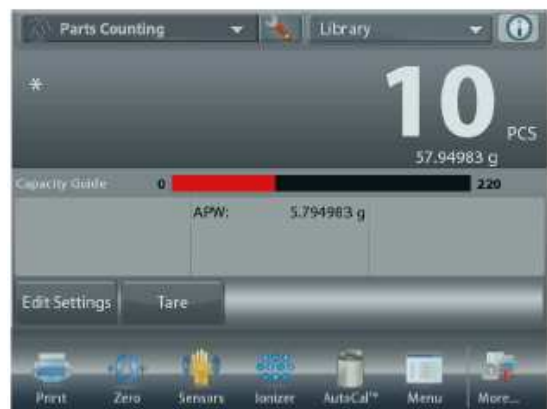 Parts Counting Library
*
10 PCS
57.94983 g
Capacity Guide 0 220
APW: 5.794983 g
Edit Settings Tare
Print Zero Sensors Ionizer AutoCal™ Menu More...